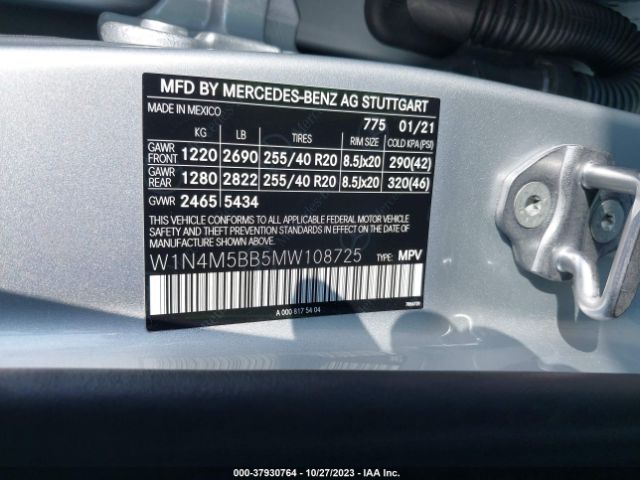 MFD BY MERCEDES-BENZ AG STUTTGART
MADE IN MEXICO 775 01/21
KG LB TIRES RIM SIZE COLD KPA (PSI)
GAWR FRONT 1220 2690 255/40 R20 8.5Jx20 290(42)
GAWR REAR 1280 2822 255/40 R20 8.5Jx20 320(46)
GVWR 2465 5434
THIS VEHICLE CONFORMS TO ALL APPLICABLE FEDERAL MOTOR VEHICLE
SAFETY AND THEFT PREVENTION STANDARDS IN EFFECT ON THE DATE
OF MANUFACTURE SHOWN ABOVE.
W1N4M5BB5MW108725 TYPE: MPV
A 000 817 54 04
000-37930764 - 10/27/2023 - IAA Inc.